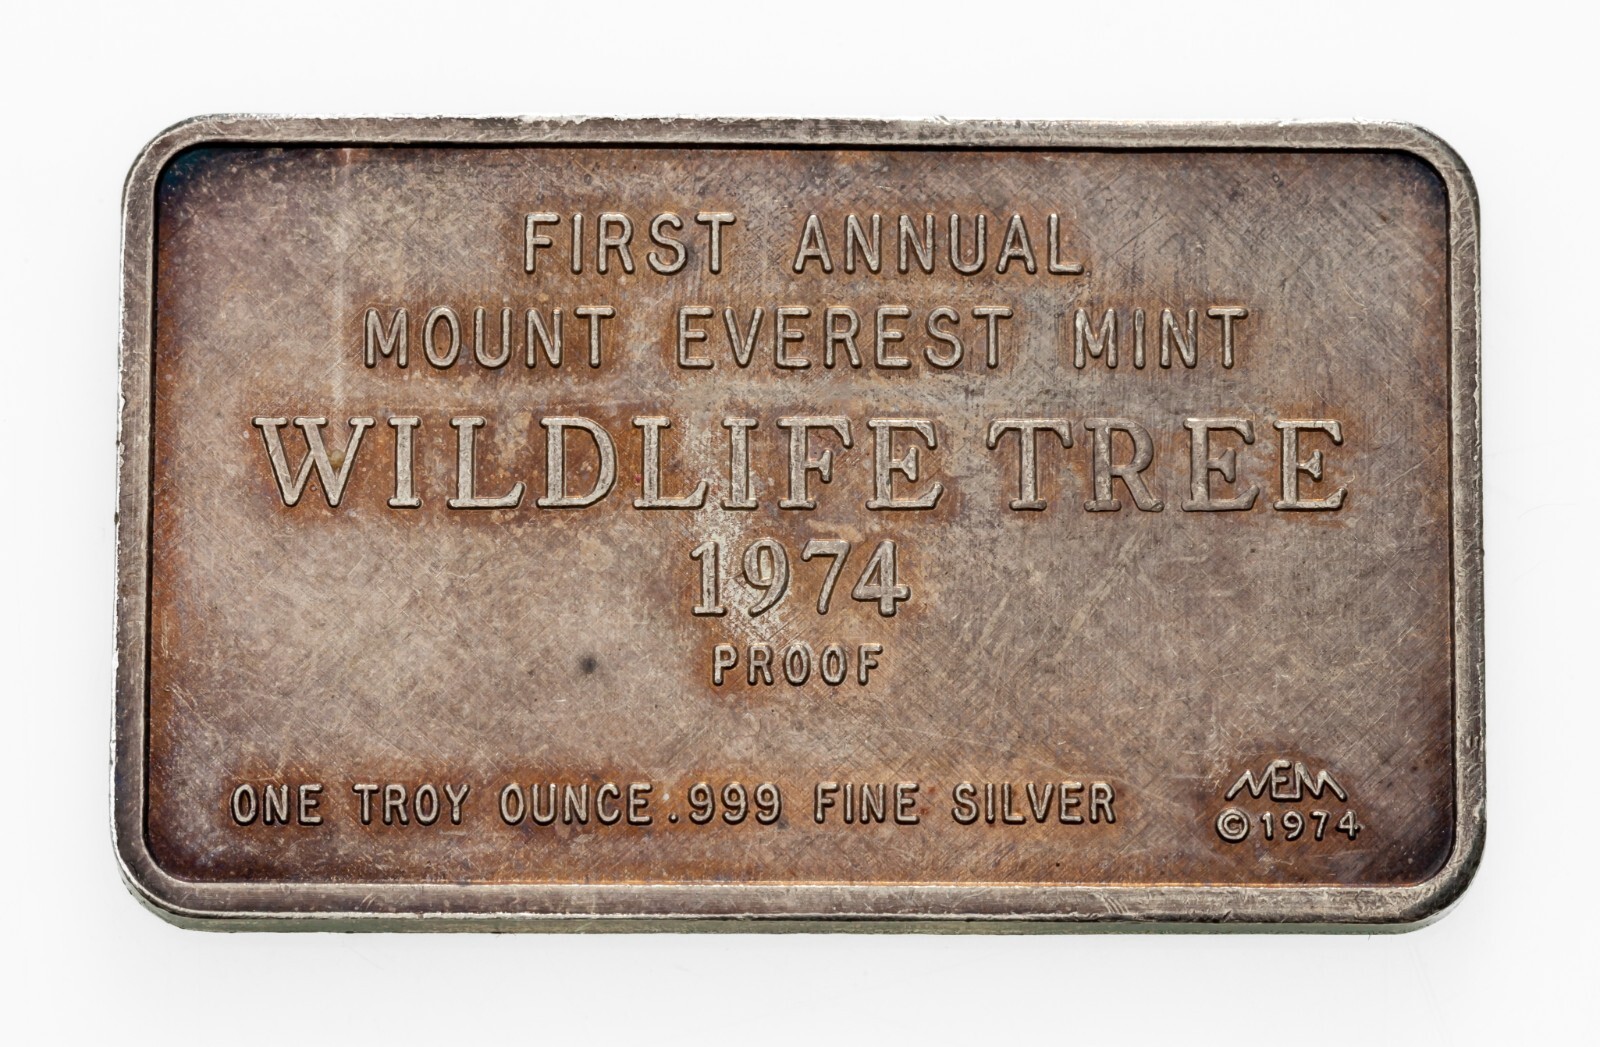 FIRST ANNUAL
MOUNT EVEREST MINT
WILDLIFE TREE
1974
PROOF
ONE TROY OUNCE .999 FINE SILVER
MEM
©1974